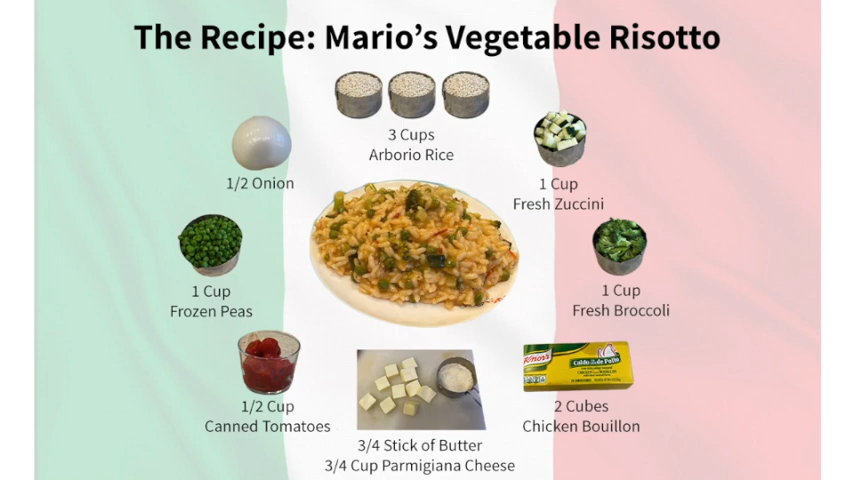 The Recipe: Mario's Vegetable Risotto
3 Cups
Arborio Rice
1/2 Onion
1 Cup
Fresh Zuccini
1 Cup
Frozen Peas
1 Cup
Fresh Broccoli
1/2 Cup
Canned Tomatoes
3/4 Stick of Butter
3/4 Cup Parmigiana Cheese
Knorr
Caldo de Pollo
2 Cubes
Chicken Bouillon